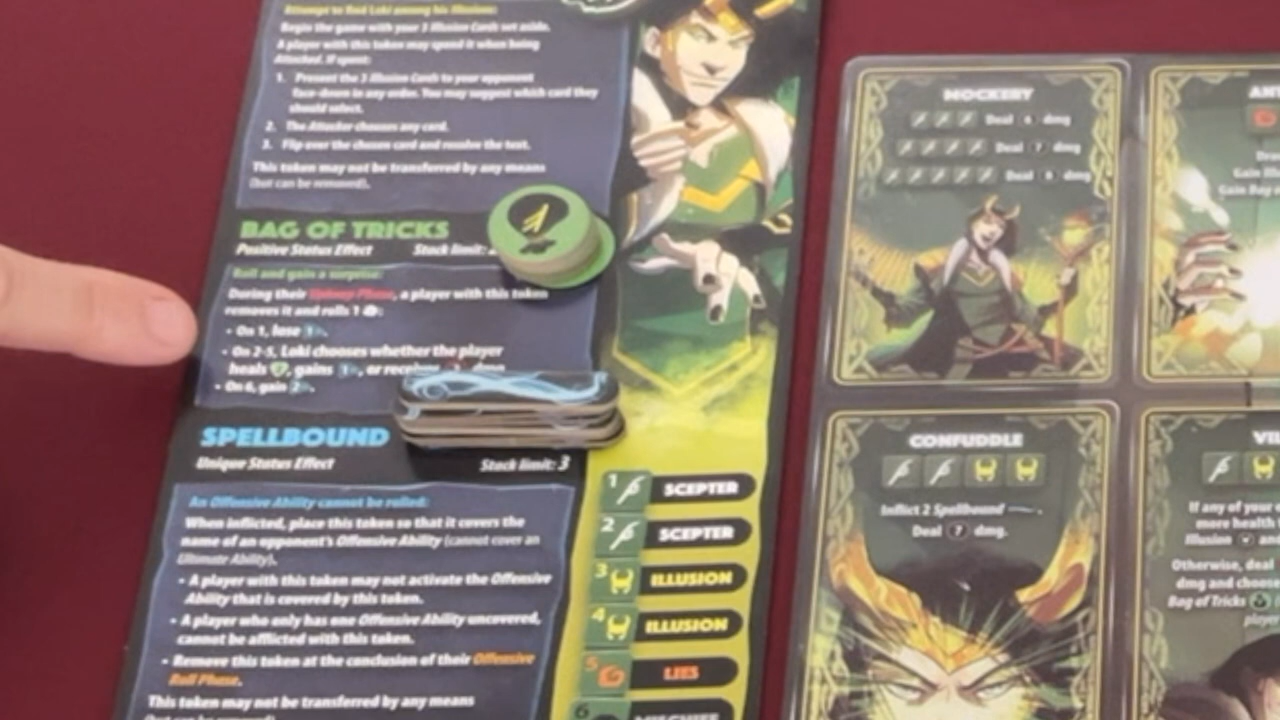 Attempt to find Loki among his Illusions:
Begin the game with your 3 Illusion Cards set aside.
A player with this token may spend it when being
Attacked. If spent:
1. Present the 3 Illusion Cards to your opponent
face-down in any order. You may suggest which card they
should select.
2. The Attacker chooses any card.
3. Flip over the chosen card and resolve the text.
This token may not be transferred by any means
(but can be removed).
BAG OF TRICKS
Positive Status Effect Stack limit:
Roll and gain a surprise:
During their Upkeep Phase, a player with this token
removes it and rolls 1
• On 1, lose 1
• On 2-5, Loki chooses whether the player
heals, gains 1, or receives dmg
• On 6, gain 2
SPELLBOUND
Unique Status Effect Stack limit: 3
An Offensive Ability cannot be rolled:
When inflicted, place this token so that it covers the
name of an opponent's Offensive Ability (cannot cover an
Ultimate Ability).
• A player with this token may not activate the Offensive
Ability that is covered by this token.
• A player who only has one Offensive Ability uncovered,
cannot be afflicted with this token.
• Remove this token at the conclusion of their Offensive
Roll Phase.
This token may not be transferred by any means
(but can be removed).
1 SCEPTER
2 SCEPTER
3 ILLUSION
4 ILLUSION
5 LIES
6 MISCHIEF
MOCKERY
Deal 6 dmg
Deal 7 dmg
Deal 8 dmg
Gain
Gain Bag
CONFUDDLE
Inflict 2 Spellbound
Deal 7 dmg.
If any of your
more health
Illusion and
Otherwise, deal
dmg and choose
Bag of Tricks
player